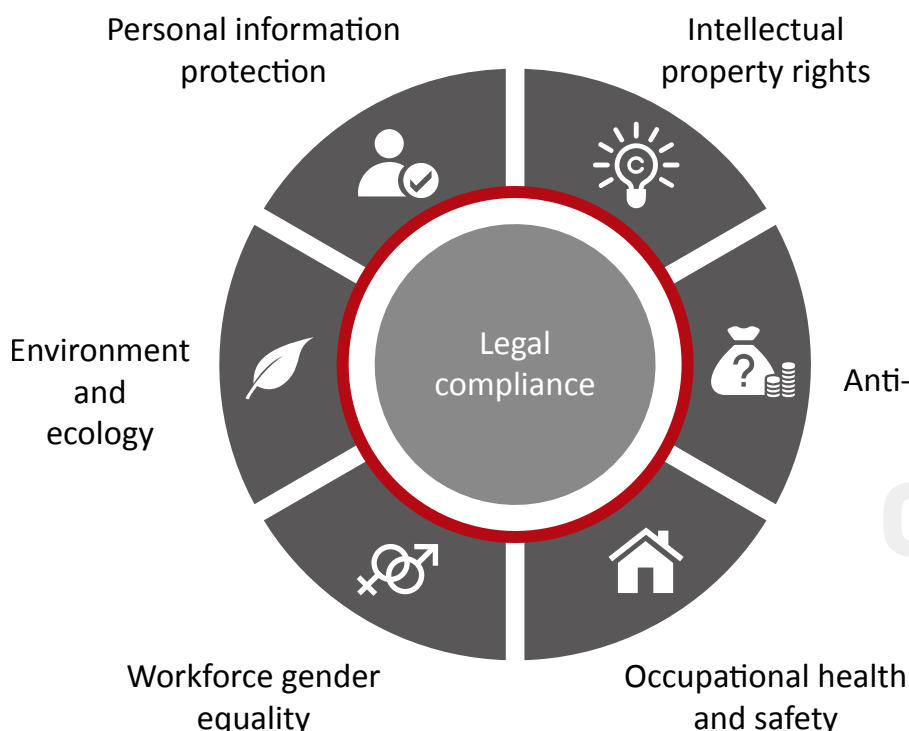 Personal information
protection
Intellectual
property rights
Legal
compliance
Environment
and
ecology
Anti-
Workforce gender
equality
Occupational health
and safety
C
?